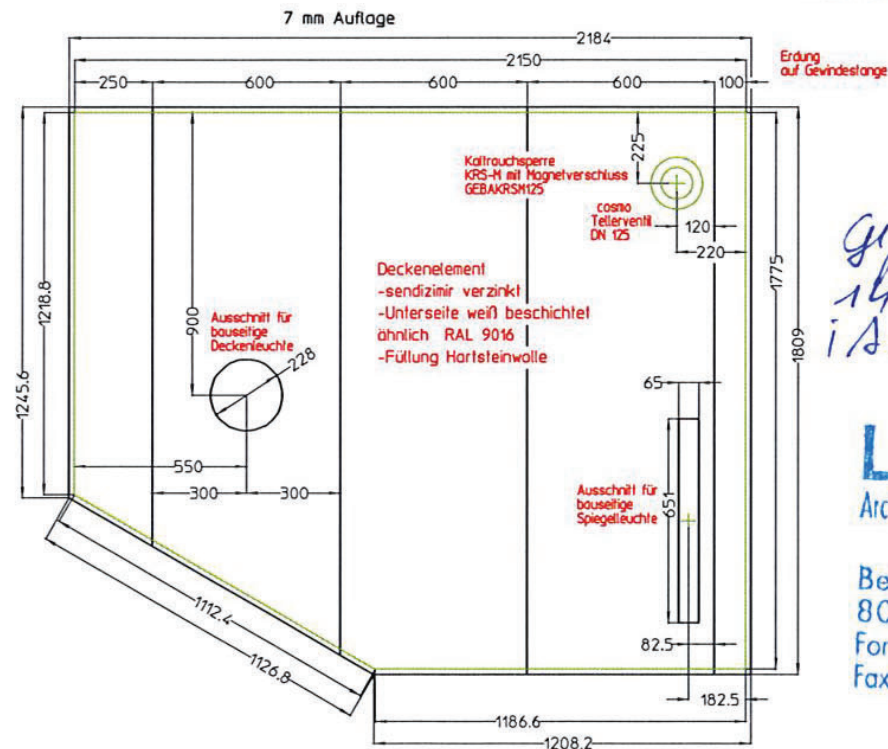 7 mm Auflage
2184
2150
250
600
600
600
100
Erdung
auf Gewindestange
225
Kaltrauchsperre
KRS-M mit Magnetverschluss
GEBAKRSM125
cosmo
Tellerventil
DN 125
120
220
1218.8
1245.6
900
Ausschnitt für
bauseitige
Deckenleuchte
228
Deckenelement
-sendizimir verzinkt
-Unterseite weiß beschichtet
ähnlich RAL 9016
-Füllung Hartsteinwolle
1775
1809
65
550
300
300
Ausschnitt für
bauseitige
Spiegelleuchte
651
1112.4
1126.8
82.5
182.5
1186.6
1208.2